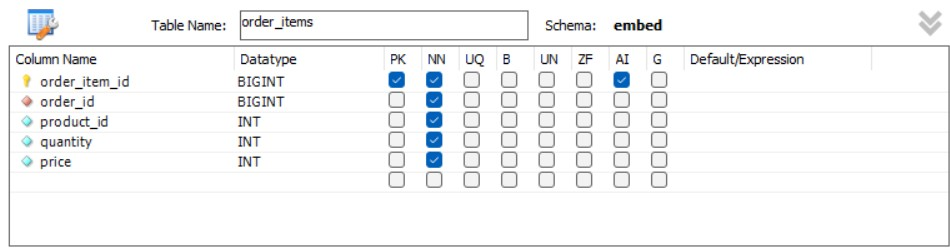 Table Name: order_items Schema: embed
Column Name Datatype PK NN UQ B UN ZF AI G Default/Expression
order_item_id BIGINT
order_id BIGINT
product_id INT
quantity INT
price INT